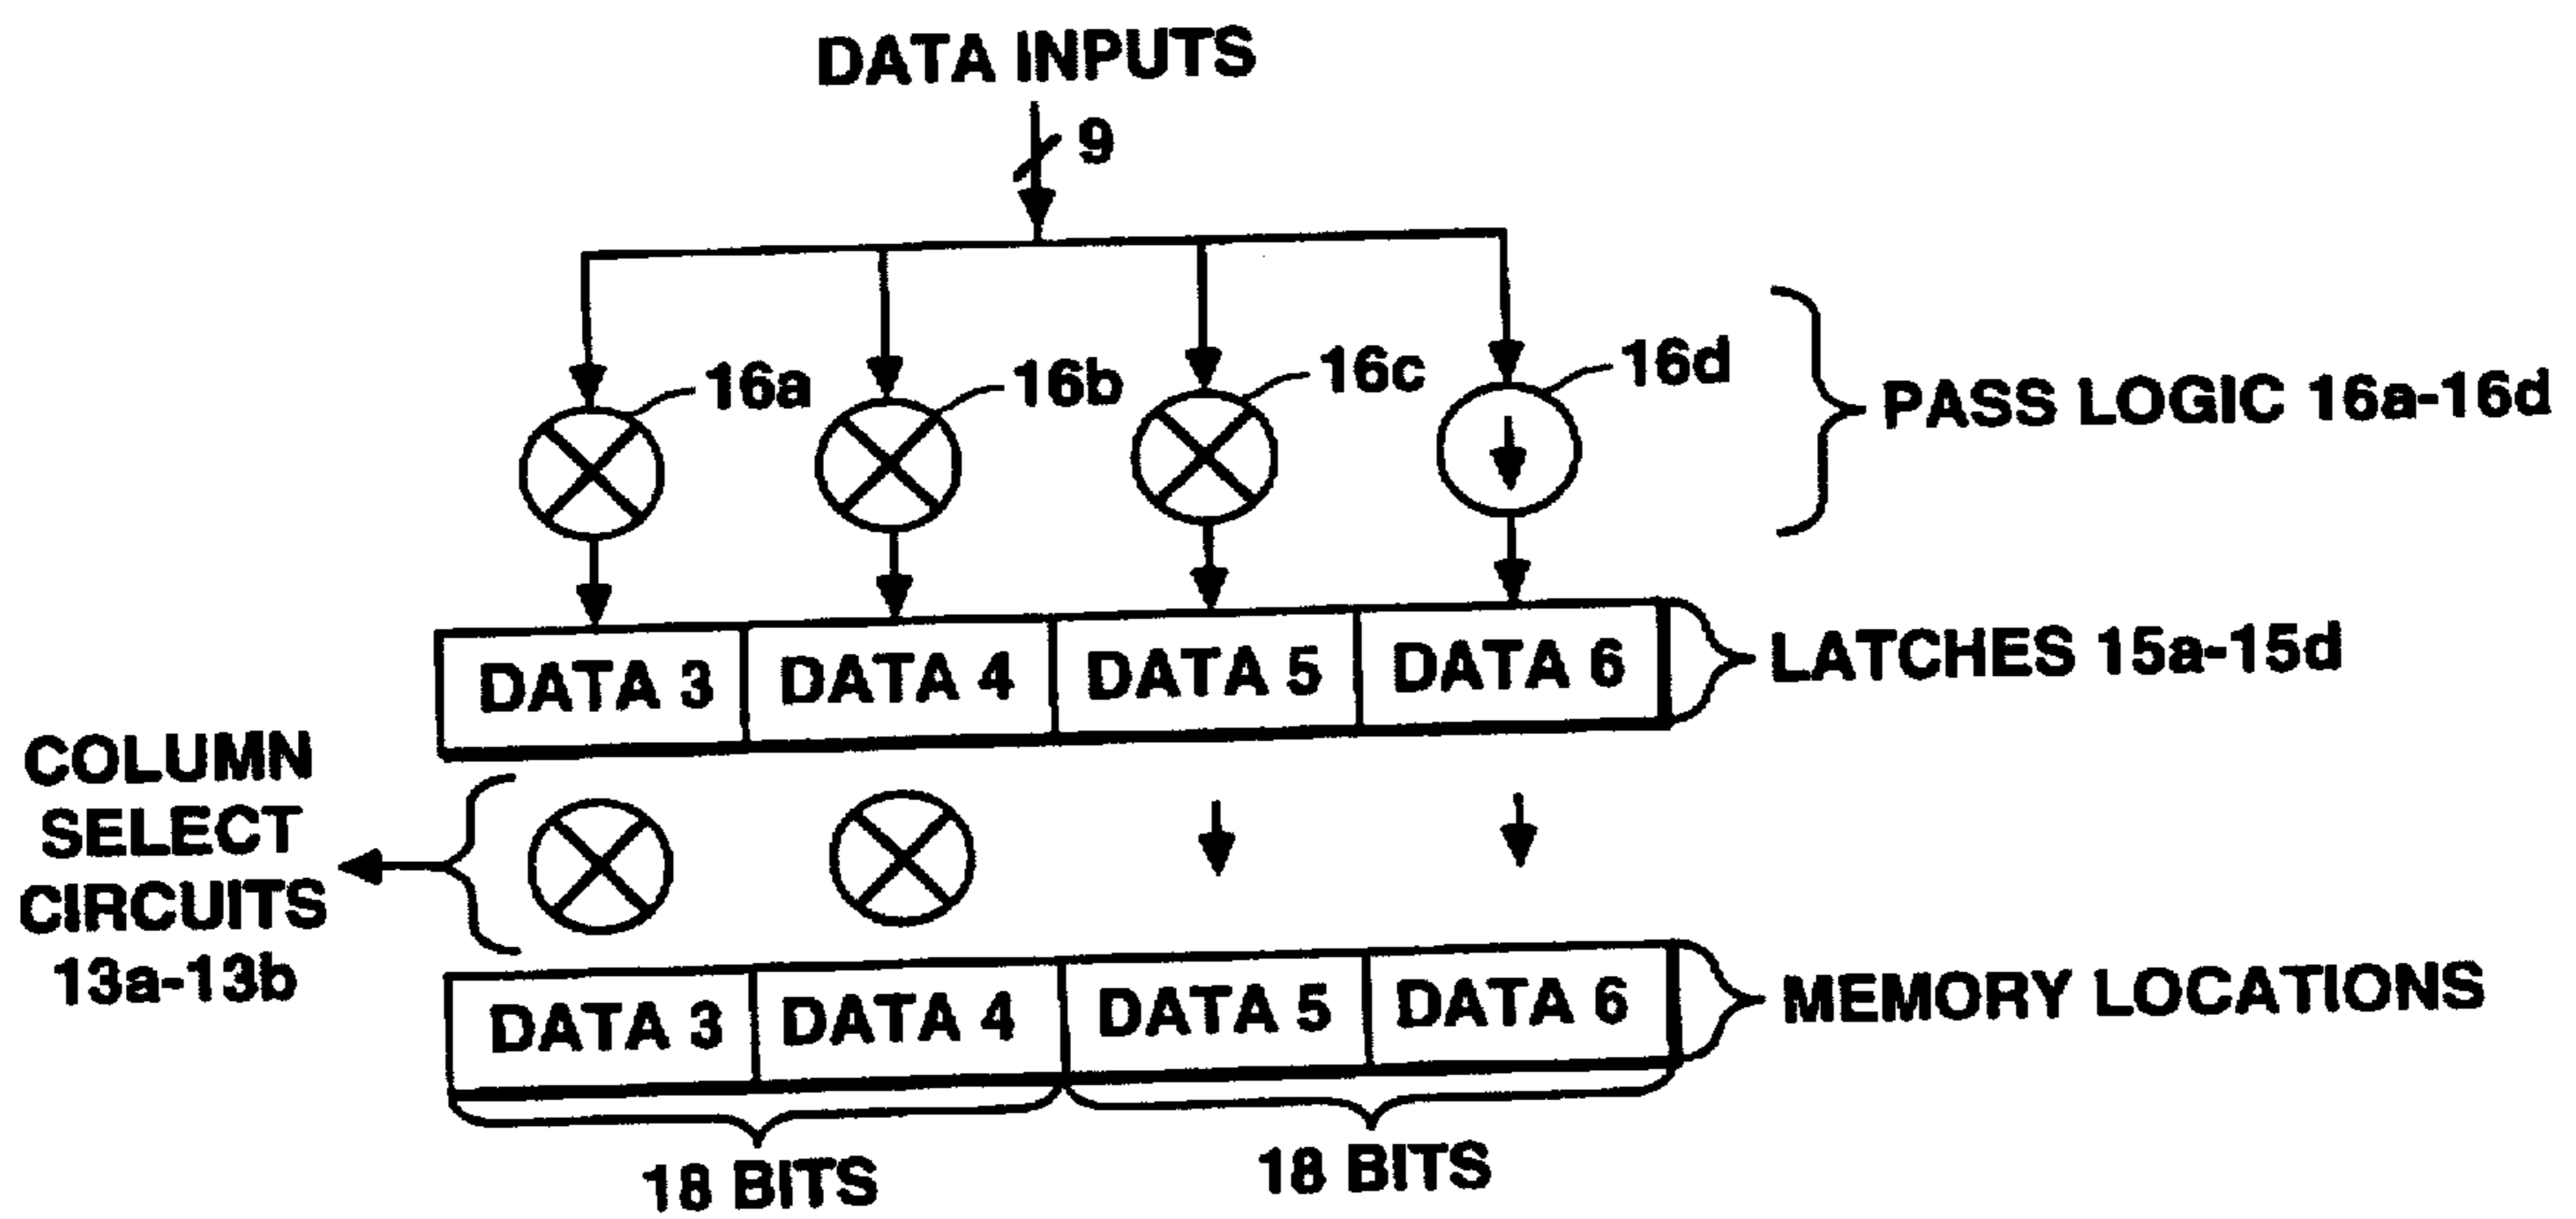 DATA INPUTS
9
16a
16b
16c
16d
PASS LOGIC 16a-16d
DATA 3
DATA 4
DATA 5
DATA 6
LATCHES 15a-15d
COLUMN
SELECT
CIRCUITS
13a-13b
DATA 3
DATA 4
DATA 5
DATA 6
MEMORY LOCATIONS
18 BITS
18 BITS